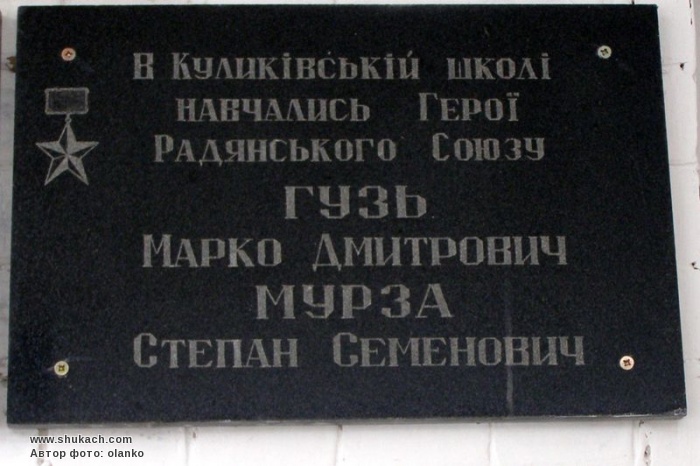 В Куликівській школі
навчались Герої
Радянського Союзу
ГУЗЬ
Марко Дмитрович
МУРЗА
Степан Семенович
www.shukach.com
Автор фото: olanko